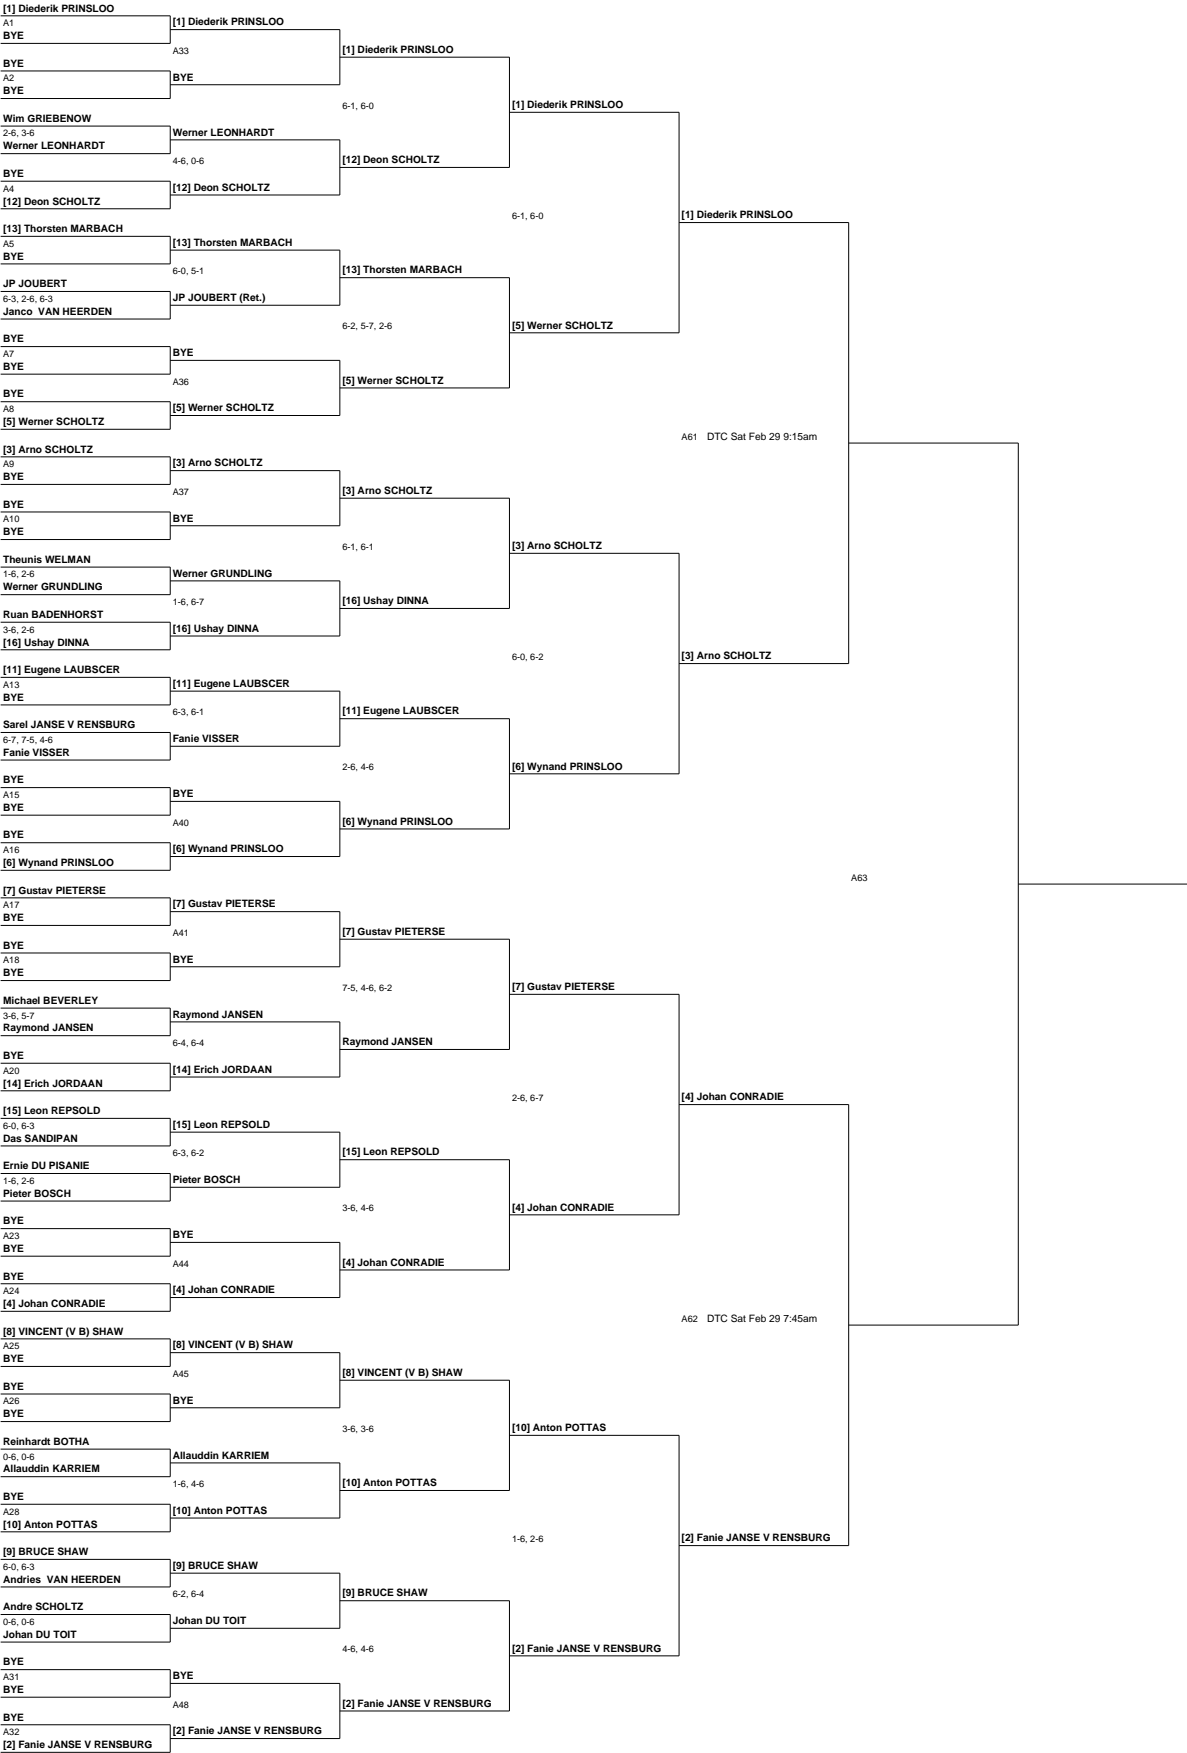 [1] Diederik PRINSLOO
A1
BYE
BYE
A2
BYE
Wim GRIEBENOW
2-6, 3-6
Werner LEONHARDT
BYE
A4
[12] Deon SCHOLTZ
[13] Thorsten MARBACH
A5
BYE
JP JOUBERT
6-3, 2-6, 6-3
Janco  VAN HEERDEN
BYE
A7
BYE
BYE
A8
[5] Werner SCHOLTZ
[3] Arno SCHOLTZ
A9
BYE
BYE
A10
BYE
Theunis WELMAN
1-6, 2-6
Werner GRUNDLING
Ruan BADENHORST
3-6, 2-6
[16] Ushay DINNA
[11] Eugene LAUBSCER
A13
BYE
Sarel JANSE V RENSBURG
6-7, 7-5, 4-6
Fanie VISSER
BYE
A15
BYE
BYE
A16
[6] Wynand PRINSLOO
[7] Gustav PIETERSE
A17
BYE
BYE
A18
BYE
Michael BEVERLEY
3-6, 5-7
Raymond JANSEN
BYE
A20
[14] Erich JORDAAN
[15] Leon REPSOLD
6-0, 6-3
Das SANDIPAN
Ernie DU PISANIE
1-6, 2-6
Pieter BOSCH
BYE
A23
BYE
BYE
A24
[4] Johan CONRADIE
[8] VINCENT (V B) SHAW
A25
BYE
BYE
A26
BYE
Reinhardt BOTHA
0-6, 0-6
Allauddin KARRIEM
BYE
A28
[10] Anton POTTAS
[9] BRUCE SHAW
6-0, 6-3
Andries  VAN HEERDEN
Andre SCHOLTZ
0-6, 0-6
Johan DU TOIT
BYE
A31
BYE
BYE
A32
[2] Fanie JANSE V RENSBURG
[1] Diederik PRINSLOO
A33
BYE
Werner LEONHARDT
4-6, 0-6
[12] Deon SCHOLTZ
[13] Thorsten MARBACH
6-0, 5-1
JP JOUBERT (Ret.)
BYE
A36
[5] Werner SCHOLTZ
[3] Arno SCHOLTZ
A37
BYE
Werner GRUNDLING
1-6, 6-7
[16] Ushay DINNA
[11] Eugene LAUBSCER
6-3, 6-1
Fanie VISSER
BYE
A40
[6] Wynand PRINSLOO
[7] Gustav PIETERSE
A41
BYE
Raymond JANSEN
6-4, 6-4
[14] Erich JORDAAN
[15] Leon REPSOLD
6-3, 6-2
Pieter BOSCH
BYE
A44
[4] Johan CONRADIE
[8] VINCENT (V B) SHAW
A45
BYE
Allauddin KARRIEM
1-6, 4-6
[10] Anton POTTAS
[9] BRUCE SHAW
6-2, 6-4
Johan DU TOIT
BYE
A48
[2] Fanie JANSE V RENSBURG
[1] Diederik PRINSLOO
6-1, 6-0
[12] Deon SCHOLTZ
[13] Thorsten MARBACH
6-2, 5-7, 2-6
[5] Werner SCHOLTZ
[3] Arno SCHOLTZ
6-1, 6-1
[16] Ushay DINNA
[11] Eugene LAUBSCER
2-6, 4-6
[6] Wynand PRINSLOO
[7] Gustav PIETERSE
7-5, 4-6, 6-2
Raymond JANSEN
[15] Leon REPSOLD
3-6, 4-6
[4] Johan CONRADIE
[8] VINCENT (V B) SHAW
3-6, 3-6
[10] Anton POTTAS
[9] BRUCE SHAW
4-6, 4-6
[2] Fanie JANSE V RENSBURG
[1] Diederik PRINSLOO
6-1, 6-0
[5] Werner SCHOLTZ
[3] Arno SCHOLTZ
6-0, 6-2
[6] Wynand PRINSLOO
[7] Gustav PIETERSE
2-6, 6-7
[4] Johan CONRADIE
[10] Anton POTTAS
1-6, 2-6
[2] Fanie JANSE V RENSBURG
[1] Diederik PRINSLOO
A61 DTC Sat Feb 29 9:15am
[3] Arno SCHOLTZ
[4] Johan CONRADIE
A62 DTC Sat Feb 29 7:45am
[2] Fanie JANSE V RENSBURG
A63